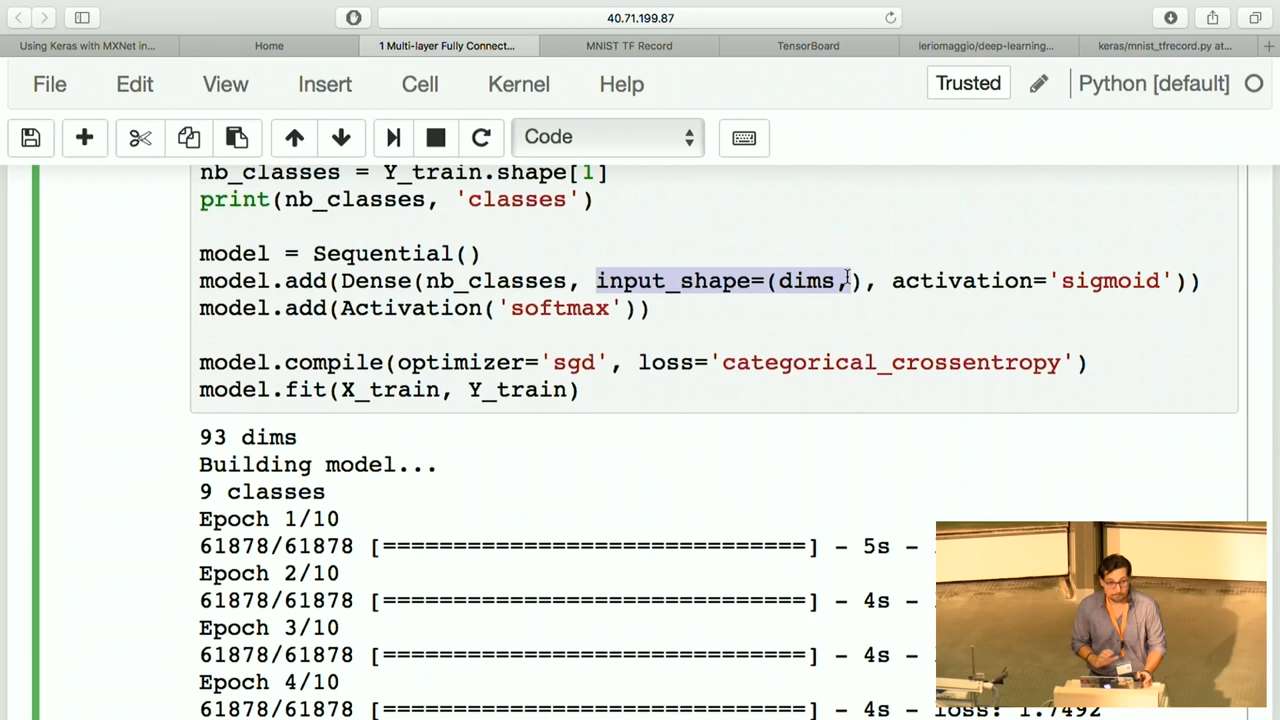 40.71.199.87
Using Keras with MXNet in...
Home
1 Multi-layer Fully Connect...
MNIST TF Record
TensorBoard
leriomaggio/deep-learning...
keras/mnist_tfrecord.py at...
File Edit View Insert Cell Kernel Help
Trusted
Python [default]
Code
nb_classes = Y_train.shape[1]
print(nb_classes, 'classes')
model = Sequential()
model.add(Dense(nb_classes, input_shape=(dims,), activation='sigmoid'))
model.add(Activation('softmax'))
model.compile(optimizer='sgd', loss='categorical_crossentropy')
model.fit(X_train, Y_train)
93 dims
Building model...
9 classes
Epoch 1/10
61878/61878 [==============================] - 5s -
Epoch 2/10
61878/61878 [==============================] - 4s -
Epoch 3/10
61878/61878 [==============================] - 4s -
Epoch 4/10
61878/61878 [==============================] - 4s - loss: 1.7492